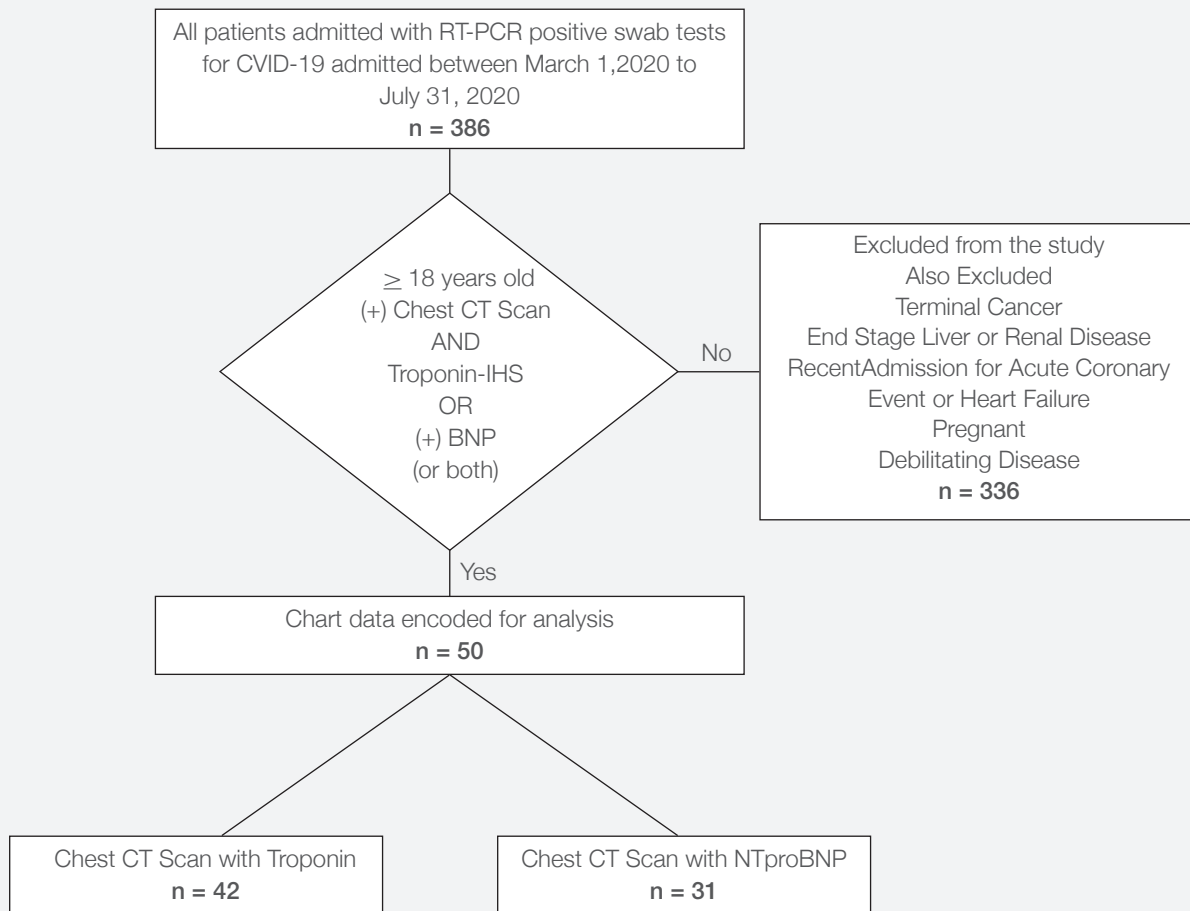 All patients admitted with RT-PCR positive swab tests
for CVID-19 admitted between March 1,2020 to
July 31, 2020
n = 386
≥ 18 years old
(+) Chest CT Scan
AND
Troponin-IHS
OR
(+) BNP
(or both)
No
Excluded from the study
Also Excluded
Terminal Cancer
End Stage Liver or Renal Disease
RecentAdmission for Acute Coronary
Event or Heart Failure
Pregnant
Debilitating Disease
n = 336
Yes
Chart data encoded for analysis
n = 50
Chest CT Scan with Troponin
n = 42
Chest CT Scan with NTproBNP
n = 31